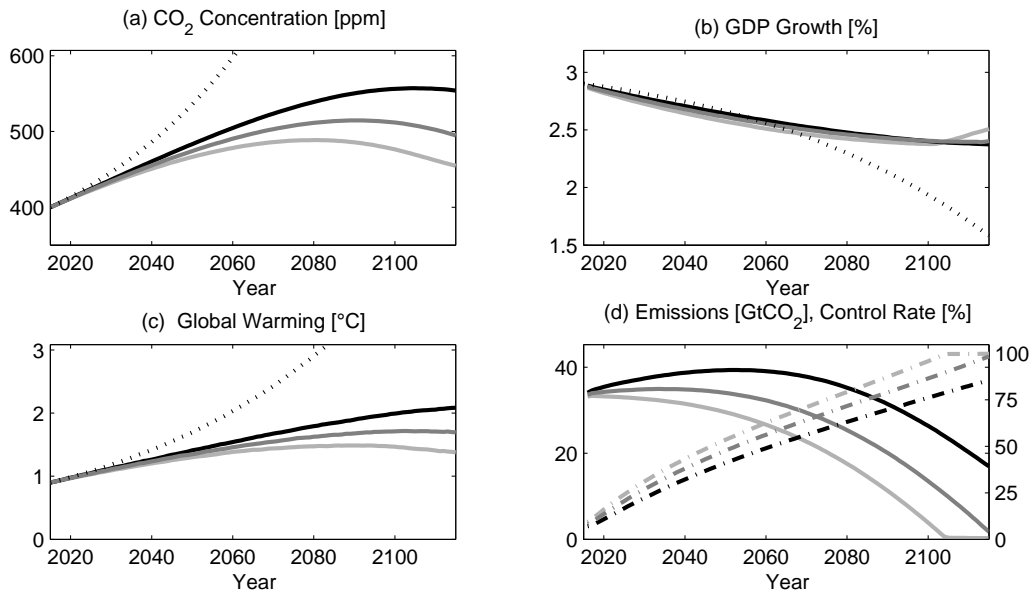 (a) CO2 Concentration [ppm]
600
500
400
2020 2040 2060 2080 2100
Year
(b) GDP Growth [%]
3
2.5
2
1.5
2020 2040 2060 2080 2100
Year
(c) Global Warming [°C]
3
2
1
0
2020 2040 2060 2080 2100
Year
(d) Emissions [GtCO2], Control Rate [%]
40
20
0
100
75
50
25
0
2020 2040 2060 2080 2100
Year